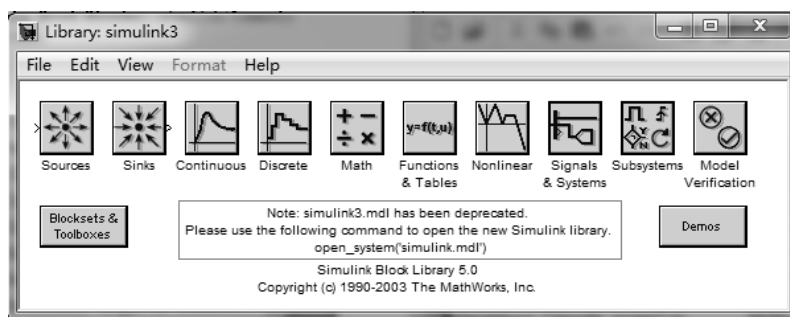 Library: simulink3
File Edit View Format Help
y=f(t,u)
Y
N
Sources Sinks Continuous Discrete Math Functions & Tables Nonlinear Signals & Systems Subsystems Model Verification
Blocksets & Toolboxes
Note: simulink3.mdl has been deprecated.
Please use the following command to open the new Simulink library.
open_system('simulink.mdl')
Demos
Simulink Block Library 5.0
Copyright (c) 1990-2003 The MathWorks, Inc.